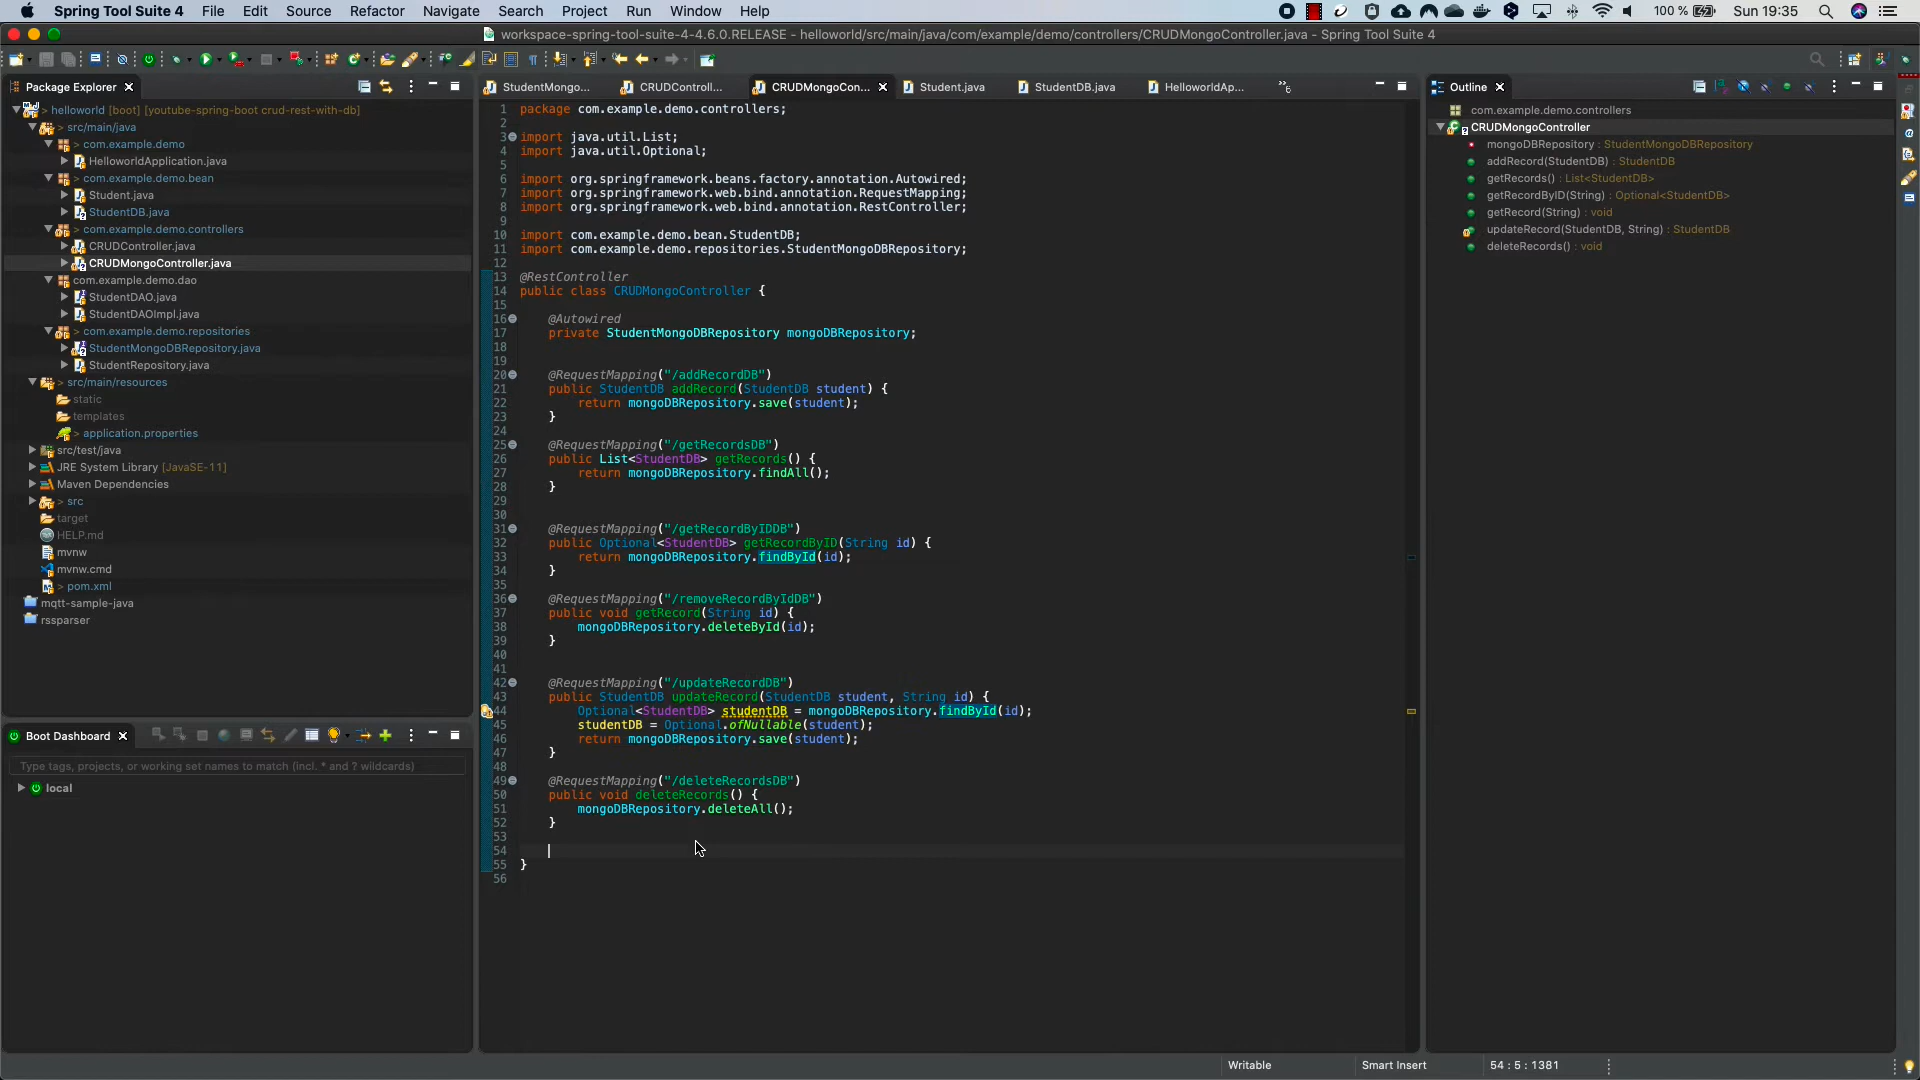 Spring Tool Suite 4 File Edit Source Refactor Navigate Search Project Run Window Help 100 % Sun 19:35
workspace-spring-tool-suite-4-4.6.0.RELEASE - helloworld/src/main/java/com/example/demo/controllers/CRUDMongoController.java - Spring Tool Suite 4
Package Explorer
helloworld [boot] [youtube-spring-boot crud-rest-with-db]
> src/main/java
> com.example.demo
HelloworldApplication.java
> com.example.demo.bean
Student.java
StudentDB.java
> com.example.demo.controllers
CRUDController.java
CRUDMongoController.java
com.example.demo.dao
StudentDAO.java
StudentDAOImpl.java
> com.example.demo.repositories
StudentMongoDBRepository.java
StudentRepository.java
> src/main/resources
static
templates
> application.properties
src/test/java
JRE System Library [JavaSE-11]
Maven Dependencies
> src
target
HELP.md
mvnw
mvnw.cmd
> pom.xml
mqtt-sample-java
rssparser
Boot Dashboard
Type tags, projects, or working set names to match (incl. * and ? wildcards)
local
StudentMongo... CRUDControll... CRUDMongoCon... Student.java StudentDB.java HelloworldAp... 6
1 package com.example.demo.controllers;
2
3 import java.util.List;
4 import java.util.Optional;
5
6 import org.springframework.beans.factory.annotation.Autowired;
7 import org.springframework.web.bind.annotation.RequestMapping;
8 import org.springframework.web.bind.annotation.RestController;
9
10 import com.example.demo.bean.StudentDB;
11 import com.example.demo.repositories.StudentMongoDBRepository;
12
13 @RestController
14 public class CRUDMongoController {
15
16 @Autowired
17 private StudentMongoDBRepository mongoDBRepository;
18
19
20 @RequestMapping("/addRecordDB")
21 public StudentDB addRecord(StudentDB student) {
22 return mongoDBRepository.save(student);
23 }
24
25 @RequestMapping("/getRecordsDB")
26 public List<StudentDB> getRecords() {
27 return mongoDBRepository.findAll();
28 }
29
30
31 @RequestMapping("/getRecordByIDDB")
32 public Optional<StudentDB> getRecordByID(String id) {
33 return mongoDBRepository.findById(id);
34 }
35
36 @RequestMapping("/removeRecordByIdDB")
37 public void getRecord(String id) {
38 mongoDBRepository.deleteById(id);
39 }
40
41
42 @RequestMapping("/updateRecordDB")
43 public StudentDB updateRecord(StudentDB student, String id) {
44 Optional<StudentDB> studentDB = mongoDBRepository.findById(id);
45 studentDB = Optional.ofNullable(student);
46 return mongoDBRepository.save(student);
47 }
48
49 @RequestMapping("/deleteRecordsDB")
50 public void deleteRecords() {
51 mongoDBRepository.deleteAll();
52 }
53
54
55 }
56
Outline
com.example.demo.controllers
CRUDMongoController
mongoDBRepository : StudentMongoDBRepository
addRecord(StudentDB) : StudentDB
getRecords() : List<StudentDB>
getRecordByID(String) : Optional<StudentDB>
getRecord(String) : void
updateRecord(StudentDB, String) : StudentDB
deleteRecords() : void
Writable Smart Insert 54 : 5 : 1381